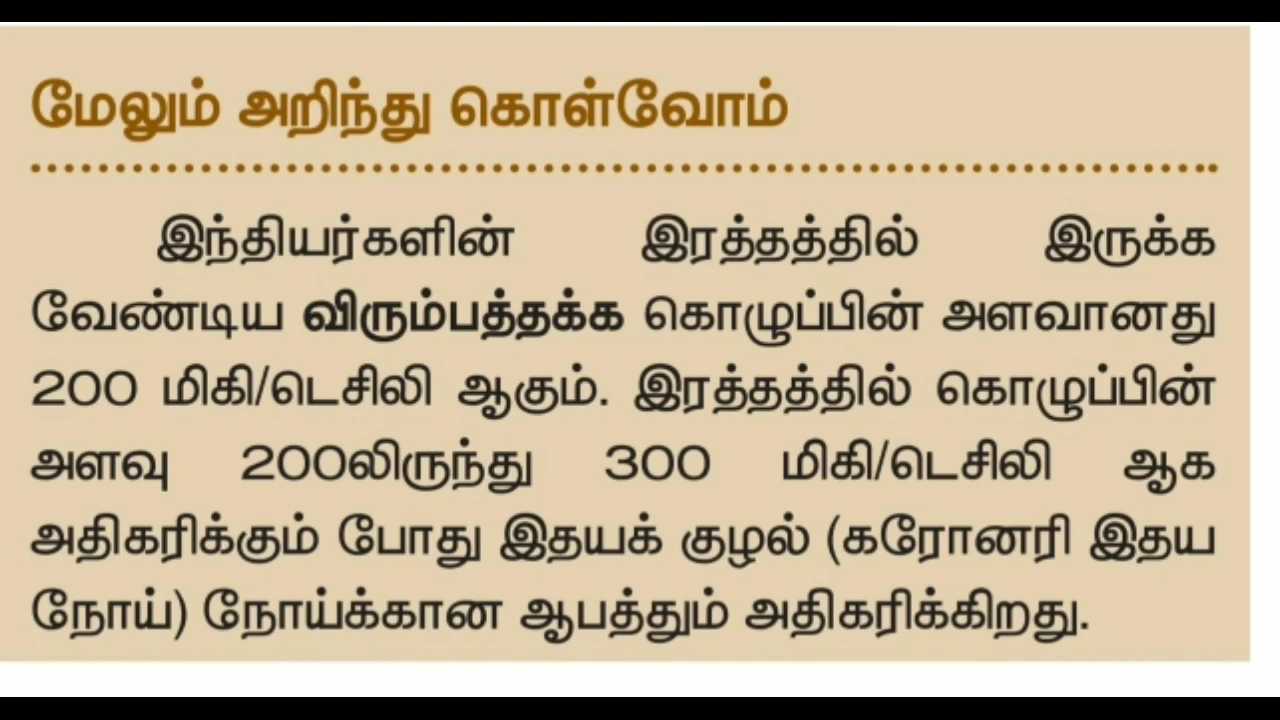 மேலும் அறிந்து கொள்வோம்
இந்தியர்களின் இரத்தத்தில் இருக்க
வேண்டிய விரும்பத்தக்க கொழுப்பின் அளவானது
200 மிகி/டெசிலி ஆகும். இரத்தத்தில் கொழுப்பின்
அளவு 200லிருந்து 300 மிகி/டெசிலி ஆக
அதிகரிக்கும் போது இதயக் குழல் (கரோனரி இதய
நோய்) நோய்க்கான ஆபத்தும் அதிகரிக்கிறது.